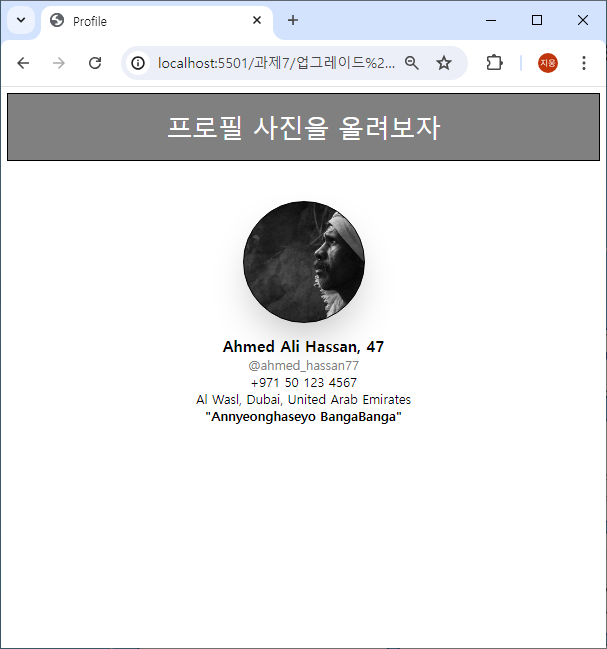 Profile
localhost:5501/과제7/업그레이드%2...
지웅
프로필 사진을 올려보자
Ahmed Ali Hassan, 47
@ahmed_hassan77
+971 50 123 4567
Al Wasl, Dubai, United Arab Emirates
"Annyeonghaseyo BangaBanga"